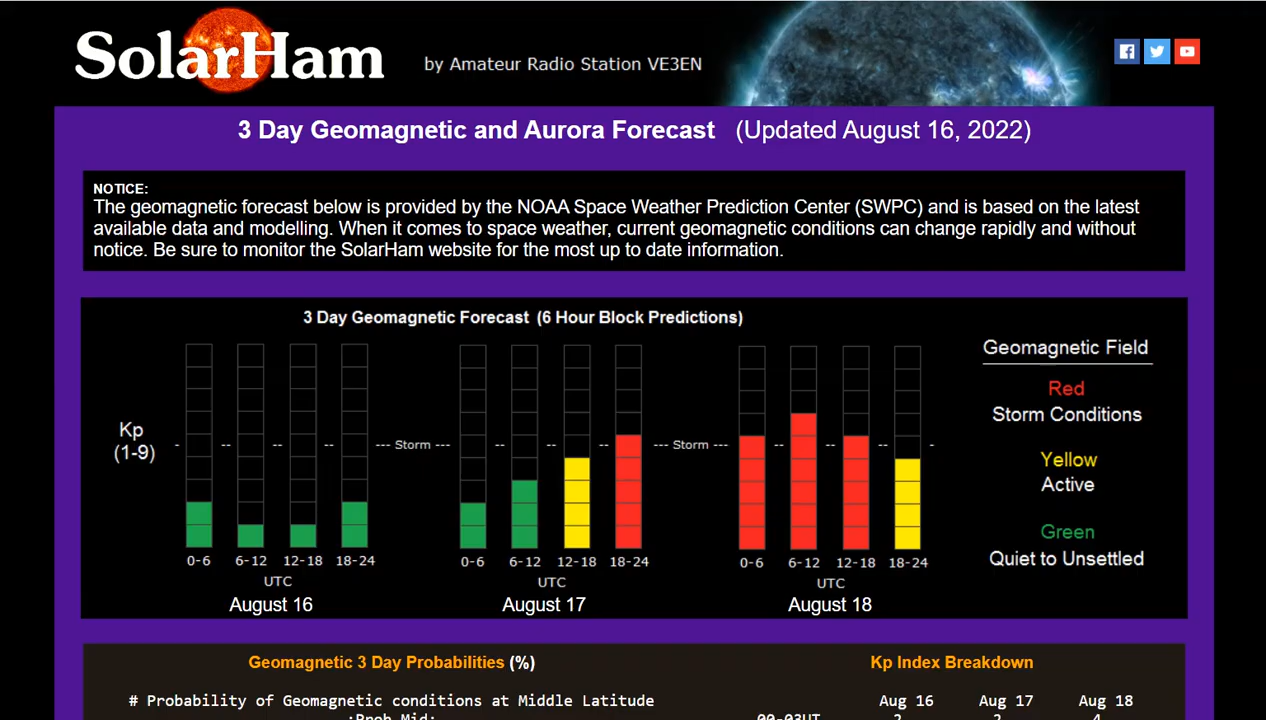 SolarHam
by Amateur Radio Station VE3EN
3 Day Geomagnetic and Aurora Forecast (Updated August 16, 2022)
NOTICE:
The geomagnetic forecast below is provided by the NOAA Space Weather Prediction Center (SWPC) and is based on the latest
available data and modelling. When it comes to space weather, current geomagnetic conditions can change rapidly and without
notice. Be sure to monitor the SolarHam website for the most up to date information.
3 Day Geomagnetic Forecast (6 Hour Block Predictions)
Kp
(1-9)
- -- -- -- --- Storm --- -- -- -- --- Storm --- -- -- -- -
0-6 6-12 12-18 18-24
UTC
August 16
0-6 6-12 12-18 18-24
UTC
August 17
0-6 6-12 12-18 18-24
UTC
August 18
Geomagnetic Field
Red
Storm Conditions
Yellow
Active
Green
Quiet to Unsettled
Geomagnetic 3 Day Probabilities (%)
# Probability of Geomagnetic conditions at Middle Latitude
:Prob_Mid:
Kp Index Breakdown
Aug 16 Aug 17 Aug 18
00-03UT 2 2 4